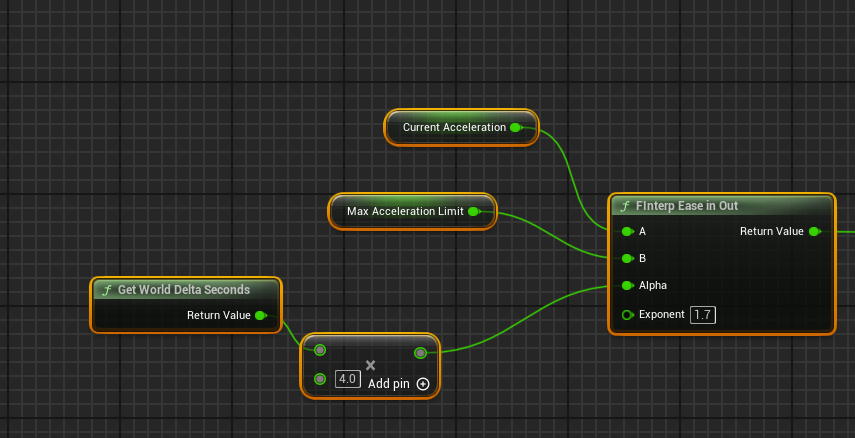 Current Acceleration
Max Acceleration Limit
f FInterp Ease in Out
A
Return Value
B
Alpha
Exponent 1.7
f Get World Delta Seconds
Return Value
×
4.0
Add pin